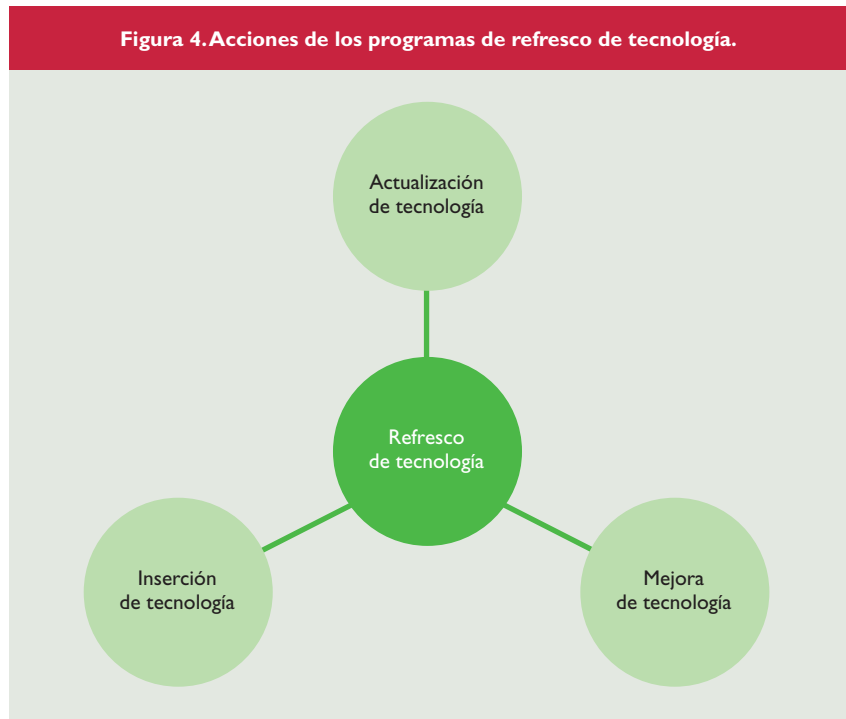 Figura 4. Acciones de los programas de refresco de tecnología.
Actualización
de tecnología
Refresco
de tecnología
Inserción
de tecnología
Mejora
de tecnología